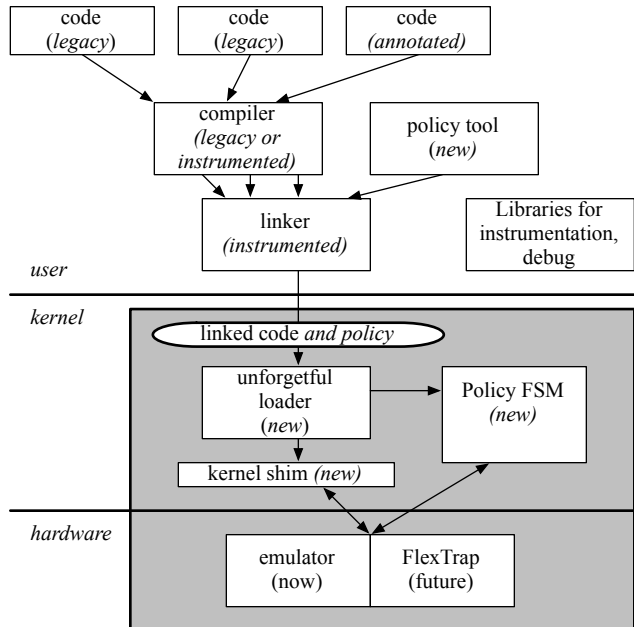 code
(legacy)
code
(legacy)
code
(annotated)
compiler
(legacy or
instrumented)
policy tool
(new)
linker
(instrumented)
Libraries for
instrumentation,
debug
user
kernel
linked code and policy
unforgetful
loader
(new)
Policy FSM
(new)
kernel shim (new)
hardware
emulator
(now)
FlexTrap
(future)